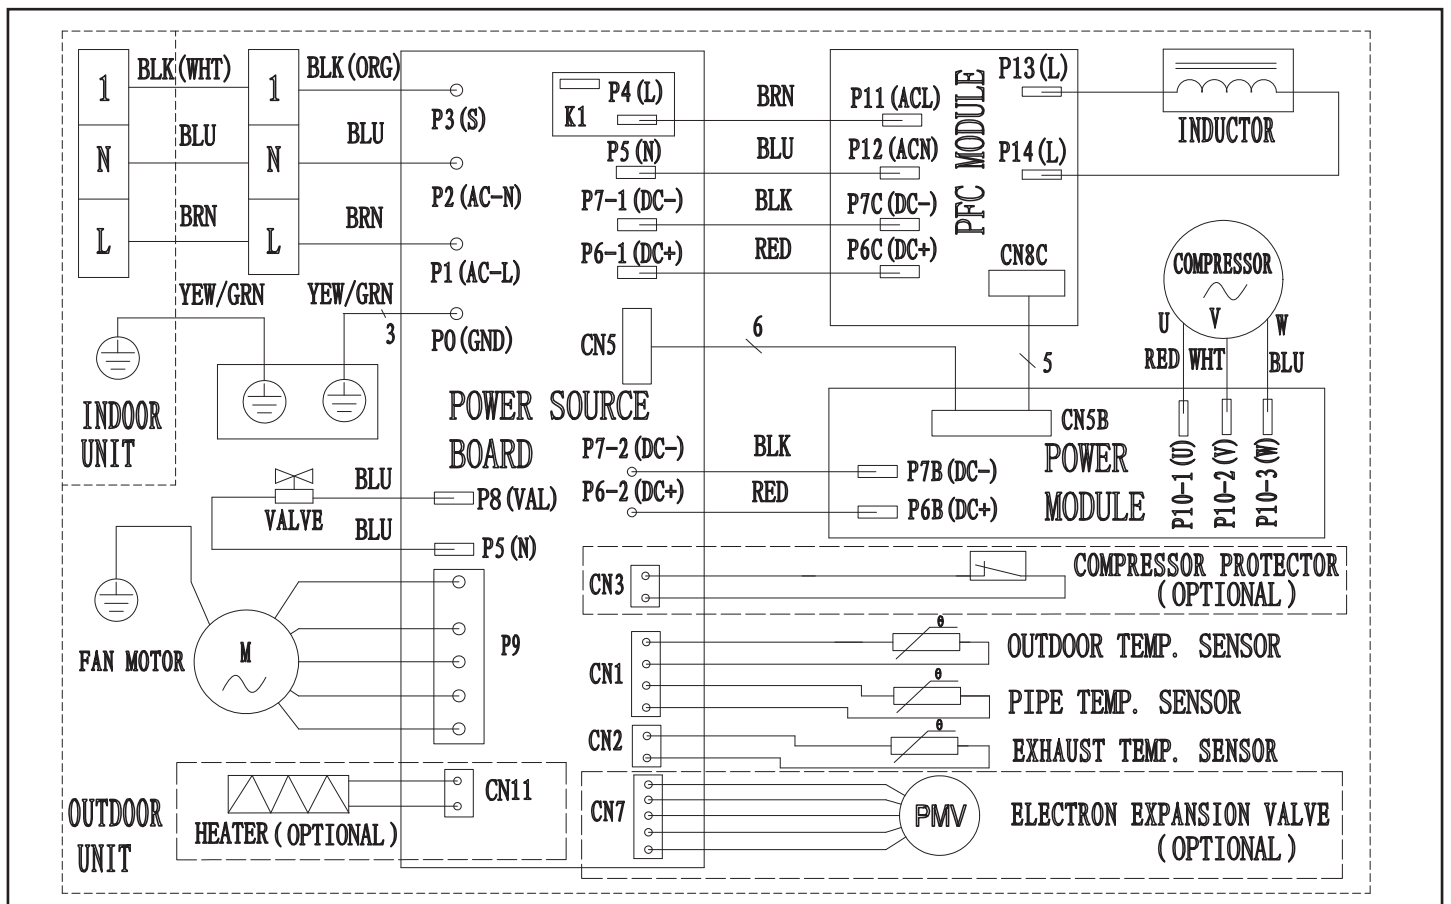 BLK(WHT)
BLK(ORG)
1
1
P3(S)
BLU
BLU
N
N
P2(AC-N)
BRN
BRN
L
L
P1(AC-L)
YEW/GRN
YEW/GRN
3
P0(GND)
INDOOR
UNIT
POWER SOURCE
BOARD
P4(L)
K1
BRN
P11(ACL)
P5(N)
BLU
P12(ACN)
P7-1(DC-)
BLK
P7C(DC-)
P6-1(DC+)
RED
P6C(DC+)
PFC MODULE
P13(L)
P14(L)
INDUCTOR
CN8C
CN5
6
5
COMPRESSOR
U
V
W
RED
WHT
BLU
CN5B
POWER
MODULE
P10-1(U)
P10-2(V)
P10-3(W)
P7-2(DC-)
BLK
P7B(DC-)
P6-2(DC+)
RED
P6B(DC+)
BLU
P8(VAL)
VALVE
BLU
P5(N)
CN3
COMPRESSOR PROTECTOR
(OPTIONAL)
FAN MOTOR
M
P9
CN1
θ
OUTDOOR TEMP. SENSOR
θ
PIPE TEMP. SENSOR
CN2
θ
EXHAUST TEMP. SENSOR
OUTDOOR
UNIT
HEATER(OPTIONAL)
CN11
CN7
PMV
ELECTRON EXPANSION VALVE
(OPTIONAL)